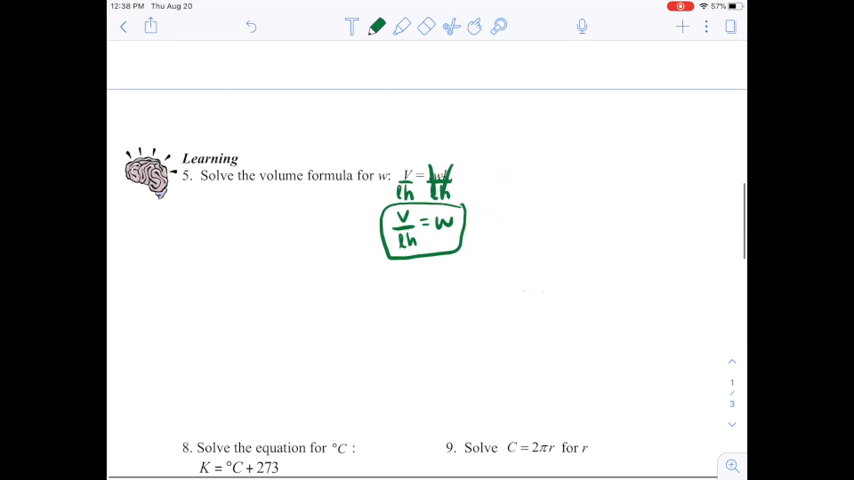 12:38 PM Thu Aug 20
57%
T
Learning
5. Solve the volume formula for w: V =
ℓh ℓh
V/ℓh = w
1
/
3
8. Solve the equation for °C :
9. Solve C = 2πr for r
K = °C + 273